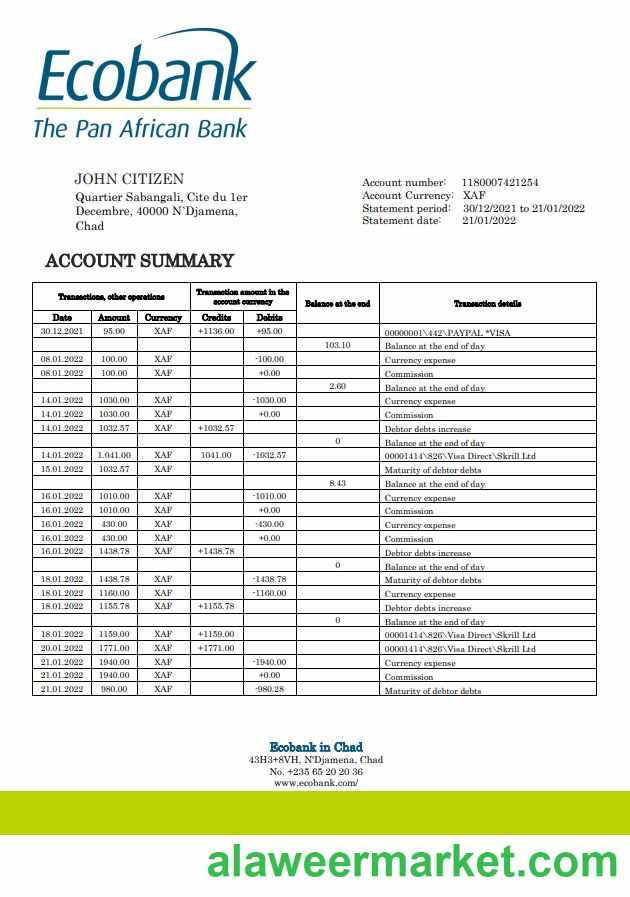 Ecobank
The Pan African Bank
JOHN CITIZEN
Quartier Sabangali, Cite du 1er
Decembre, 40000 N'Djamena,
Chad
Account number: 1180007421254
Account Currency: XAF
Statement period: 30/12/2021 to 21/01/2022
Statement date: 21/01/2022
ACCOUNT SUMMARY
Transactions, other operations | Transaction amount in the account currency | Balance at the end | Transaction details
Date Amount Currency Credits Debits
30.12.2021 95.00 XAF +1136.00 +95.00 00000001\442\PAYPAL *VISA
103.10 Balance at the end of day
08.01.2022 100.00 XAF -100.00 Currency expense
08.01.2022 100.00 XAF +0.00 Commission
2.60 Balance at the end of day
14.01.2022 1030.00 XAF -1030.00 Currency expense
14.01.2022 1030.00 XAF +0.00 Commission
14.01.2022 1032.57 XAF +1032.57 Debtor debts increase
0 Balance at the end of day
14.01.2022 1.041.00 XAF 1041.00 -1032.57 00001414\826\Visa Direct\Skrill Ltd
15.01.2022 1032.57 XAF Maturity of debtor debts
8.43 Balance at the end of day
16.01.2022 1010.00 XAF -1010.00 Currency expense
16.01.2022 1010.00 XAF +0.00 Commission
16.01.2022 430.00 XAF -430.00 Currency expense
16.01.2022 430.00 XAF +0.00 Commission
16.01.2022 1438.78 XAF +1438.78 Debtor debts increase
0 Balance at the end of day
18.01.2022 1438.78 XAF -1438.78 Maturity of debtor debts
18.01.2022 1160.00 XAF -1160.00 Currency expense
18.01.2022 1155.78 XAF +1155.78 Debtor debts increase
0 Balance at the end of day
18.01.2022 1159.00 XAF +1159.00 00001414\826\Visa Direct\Skrill Ltd
20.01.2022 1771.00 XAF +1771.00 00001414\826\Visa Direct\Skrill Ltd
21.01.2022 1940.00 XAF -1940.00 Currency expense
21.01.2022 1940.00 XAF +0.00 Commission
21.01.2022 980.00 XAF -980.28 Maturity of debtor debts
Ecobank in Chad
43H3+8VH, N'Djamena, Chad
No. +235 65 20 20 36
www.ecobank.com/
alaweermarket.com